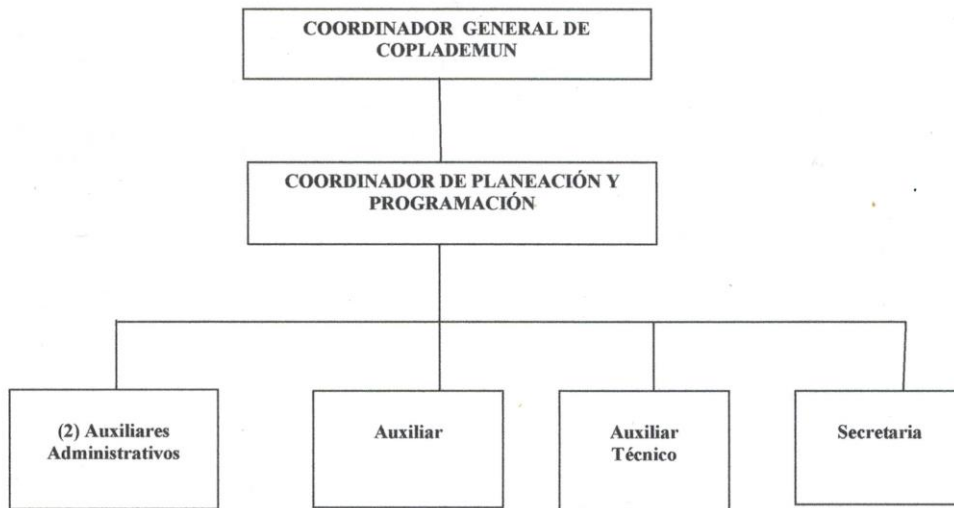 COORDINADOR GENERAL DE
COPLADEMUN
COORDINADOR DE PLANEACIÓN Y
PROGRAMACIÓN
(2) Auxiliares
Administrativos
Auxiliar
Auxiliar
Técnico
Secretaria